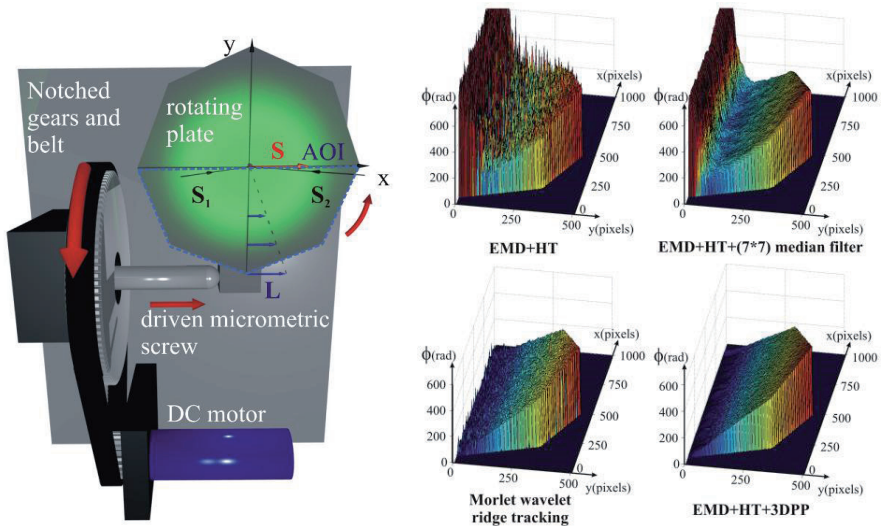 y
Notched
gears and
belt
rotating
plate
S AOI
x
S1 S2
L
driven micrometric
screw
DC motor
ϕ(rad)
600
400
200
0
0
250
500
y(pixels)
0
250
500
750
1000
x(pixels)
EMD+HT
ϕ(rad)
600
400
200
0
0
250
500
y(pixels)
0
250
500
750
1000
x(pixels)
EMD+HT+(7*7) median filter
ϕ(rad)
600
400
200
0
0
250
500
y(pixels)
0
250
500
750
1000
x(pixels)
Morlet wavelet
ridge tracking
ϕ(rad)
600
400
200
0
0
250
500
y(pixels)
0
250
500
750
1000
x(pixels)
EMD+HT+3DPP